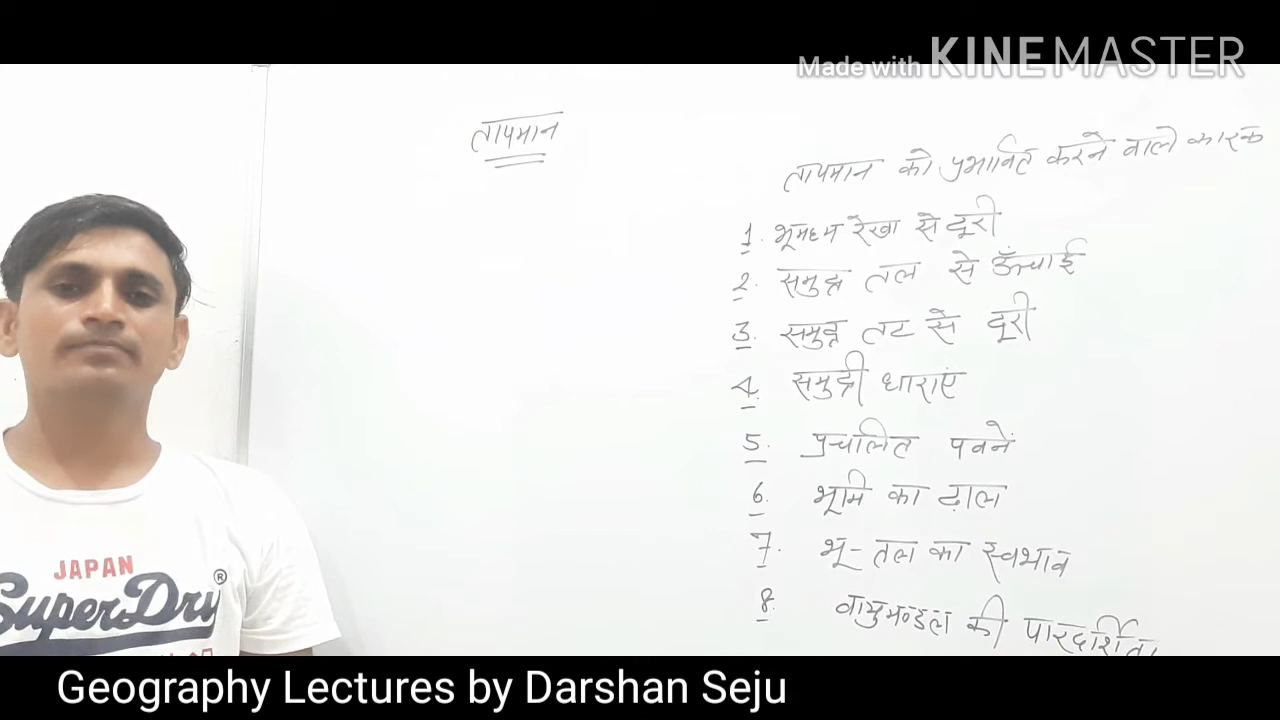 Made with KINEMASTER
तापमान
तापमान को प्रभावित करने वाले कारक
1. भूमध्य रेखा से दूरी
2. समुद्र तल से ऊँचाई
3. समुद्र तट से दूरी
4. समुद्री धाराएं
5. प्रचलित पवनें
6. भूमि का ढ़ाल
7. भू-तल का स्वभाव
8. वायुमण्डल की पारदर्शिता
JAPAN
SuperDry®
Geography Lectures by Darshan Seju